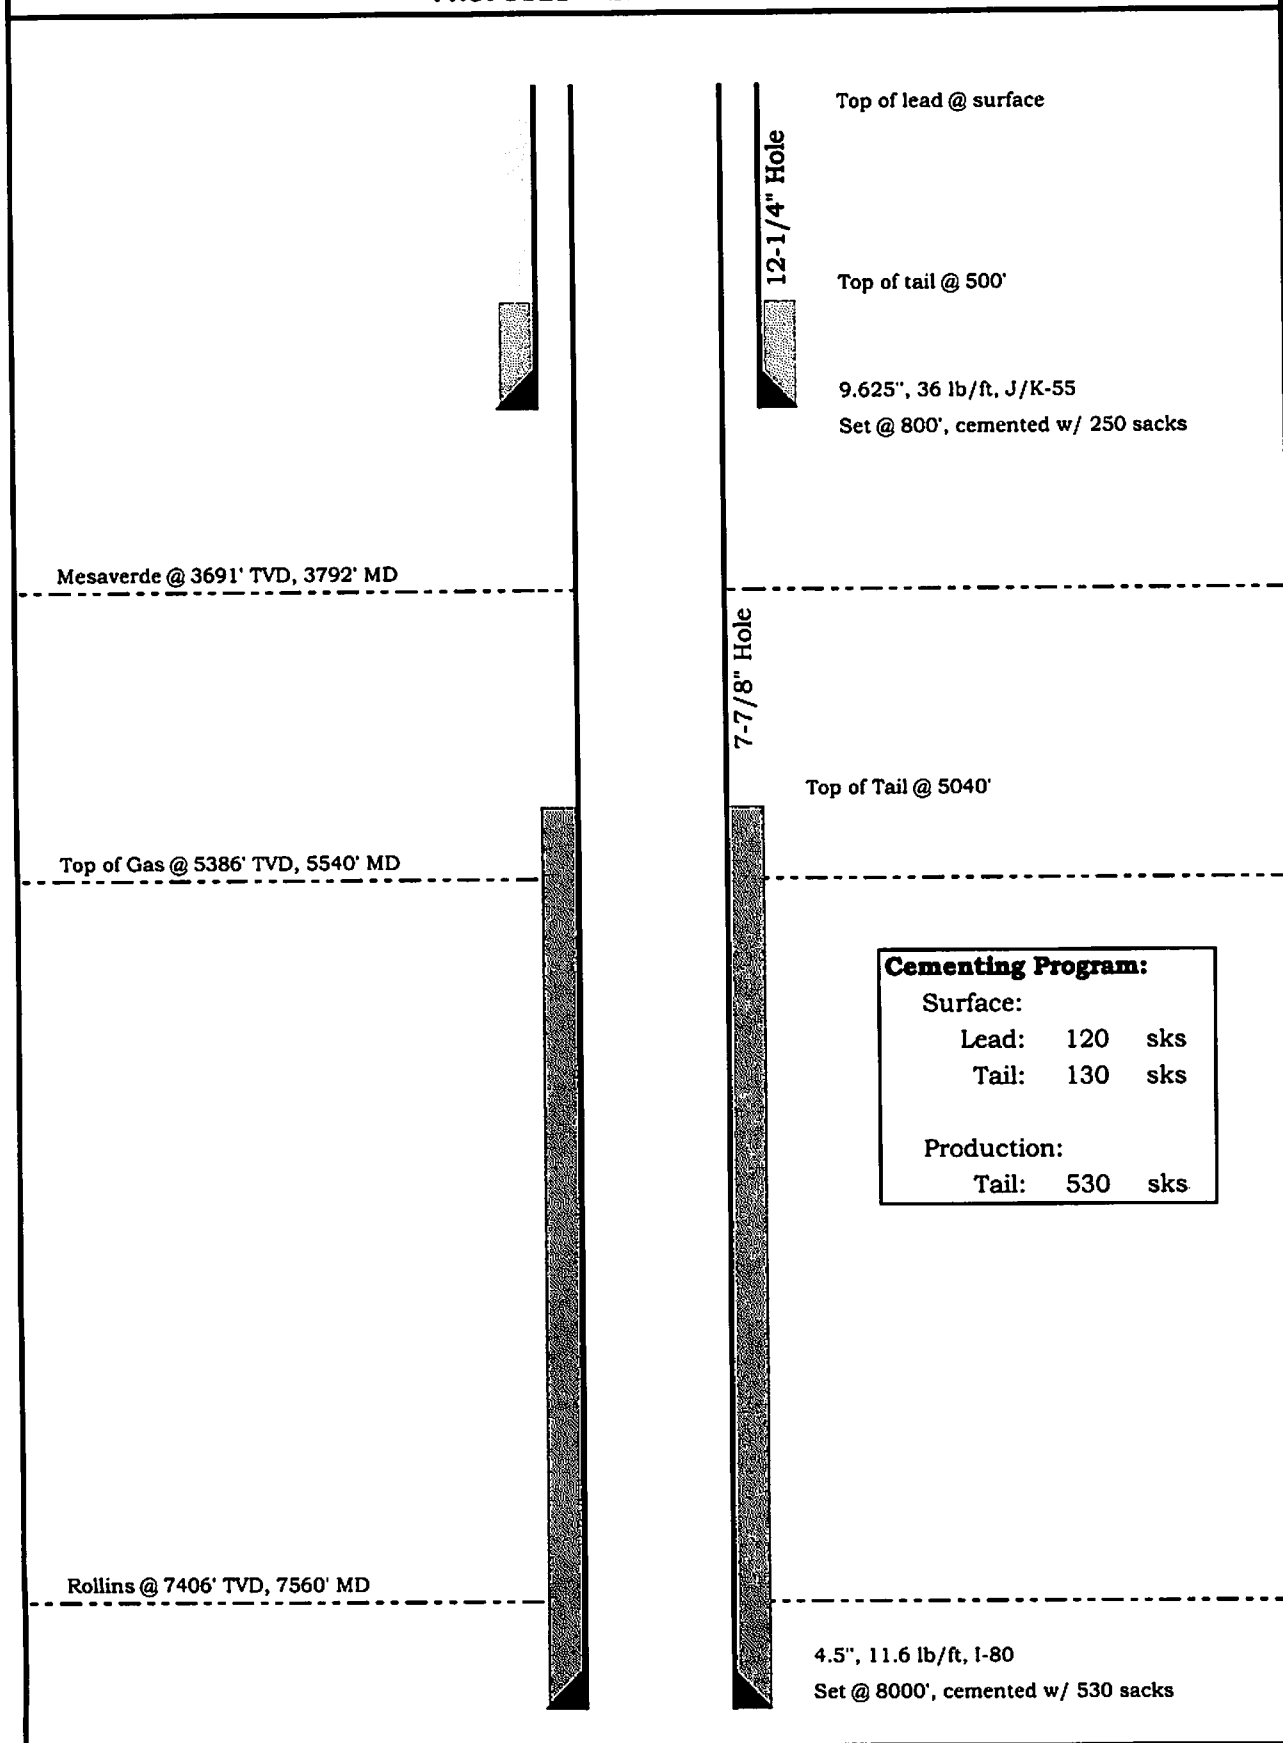 Top of lead @ surface
12-1/4" Hole
Top of tail @ 500'
9.625", 36 lb/ft, J/K-55
Set @ 800', cemented w/ 250 sacks
Mesaverde @ 3691' TVD, 3792' MD
7-7/8" Hole
Top of Tail @ 5040'
Top of Gas @ 5386' TVD, 5540' MD
Cementing Program:
Surface:
Lead: 120 sks
Tail: 130 sks
Production:
Tail: 530 sks
Rollins @ 7406' TVD, 7560' MD
4.5", 11.6 lb/ft, I-80
Set @ 8000', cemented w/ 530 sacks